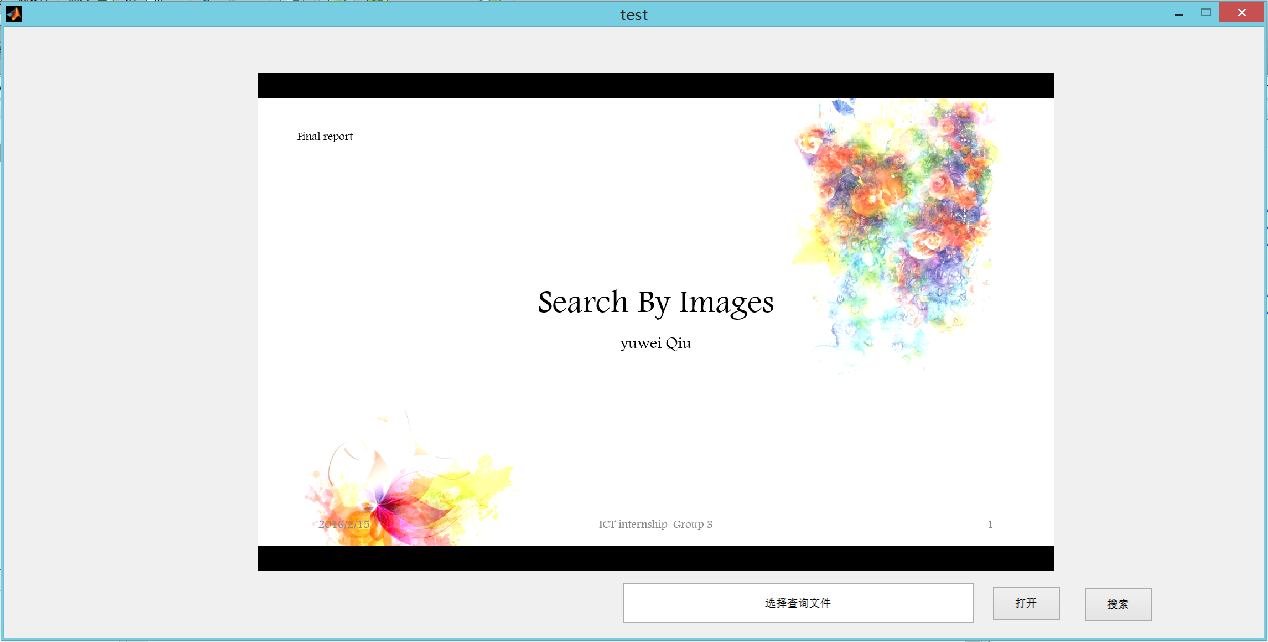 test
Final report
Search By Images
yuwei Qiu
2016/2/15
ICT internship Group 3
1
选择查询文件
打开
搜索